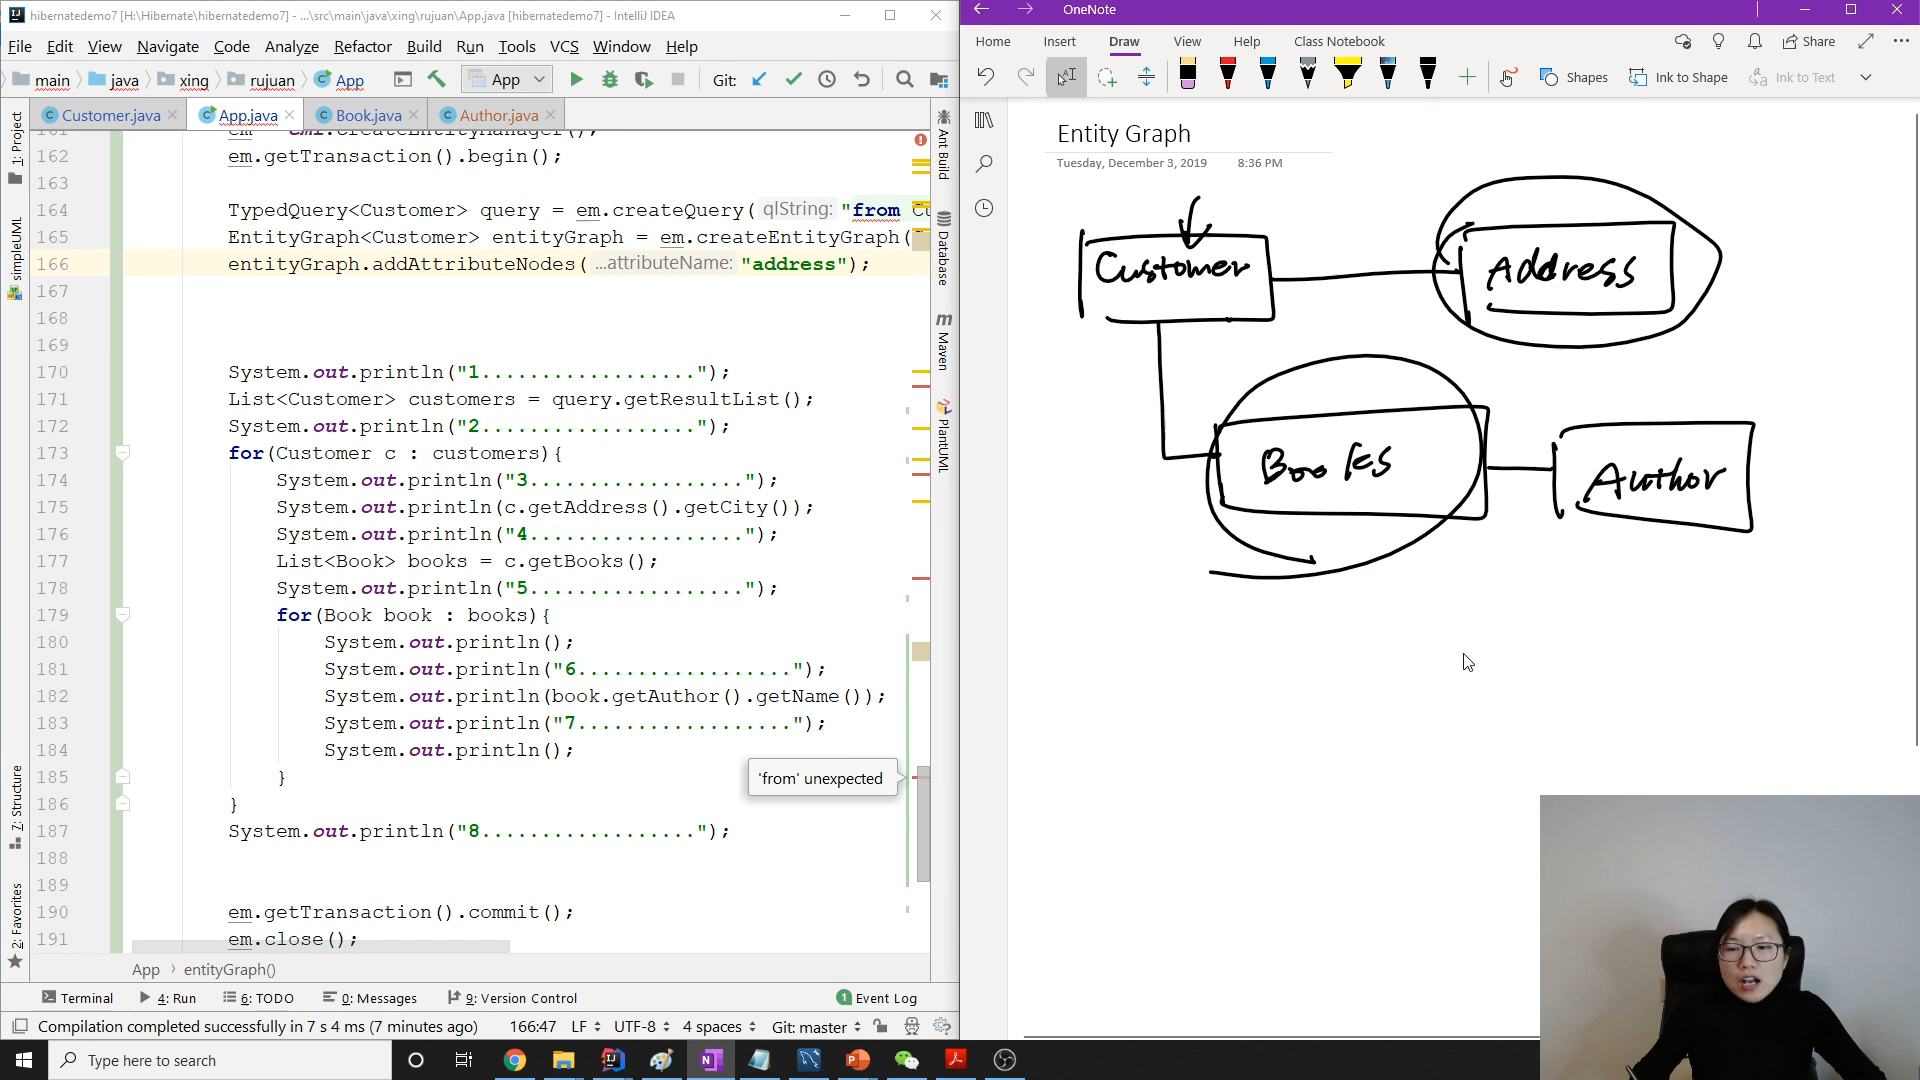 hibernatedemo7 [H:\Hibernate\hibernatedemo7] - ...\src\main\java\xing\rujuan\App.java [hibernatedemo7] - IntelliJ IDEA
File Edit View Navigate Code Analyze Refactor Build Run Tools VCS Window Help
main java xing rujuan App App Git:
Customer.java App.java Book.java Author.java
1: Project
simpleUML
7: Structure
2: Favorites
162 em.getTransaction().begin();
163
164 TypedQuery<Customer> query = em.createQuery( qlString: "from Cu
165 EntityGraph<Customer> entityGraph = em.createEntityGraph(
166 entityGraph.addAttributeNodes( ...attributeName: "address");
167
168
169
170 System.out.println("1..................");
171 List<Customer> customers = query.getResultList();
172 System.out.println("2..................");
173 for(Customer c : customers){
174 System.out.println("3..................");
175 System.out.println(c.getAddress().getCity());
176 System.out.println("4..................");
177 List<Book> books = c.getBooks();
178 System.out.println("5..................");
179 for(Book book : books){
180 System.out.println();
181 System.out.println("6..................");
182 System.out.println(book.getAuthor().getName());
183 System.out.println("7..................");
184 System.out.println();
185 }
186 }
187 System.out.println("8..................");
188
189
190 em.getTransaction().commit();
191 em.close();
'from' unexpected
Ant Build
Database
Maven
PlantUML
App entityGraph()
Terminal 4: Run 6: TODO 0: Messages 9: Version Control 1 Event Log
Compilation completed successfully in 7 s 4 ms (7 minutes ago) 166:47 LF UTF-8 4 spaces Git: master
Type here to search
OneNote
Home Insert Draw View Help Class Notebook Share
Shapes Ink to Shape Ink to Text
Entity Graph
Tuesday, December 3, 2019 8:36 PM
Customer
Address
Books
Author